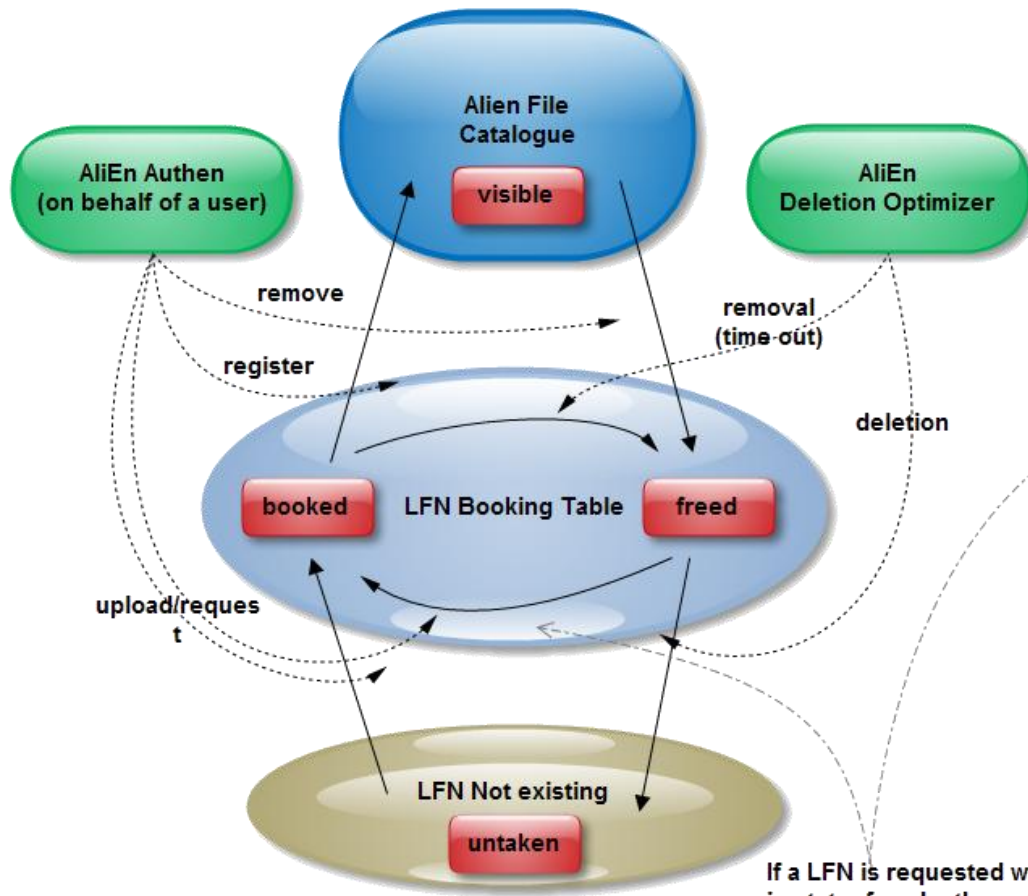 Alien File
Catalogue
visible
AliEn Authen
(on behalf of a user)
AliEn
Deletion Optimizer
remove
removal
(time out)
register
deletion
booked
LFN Booking Table
freed
upload/reques
t
LFN Not existing
untaken
If a LFN is requested w